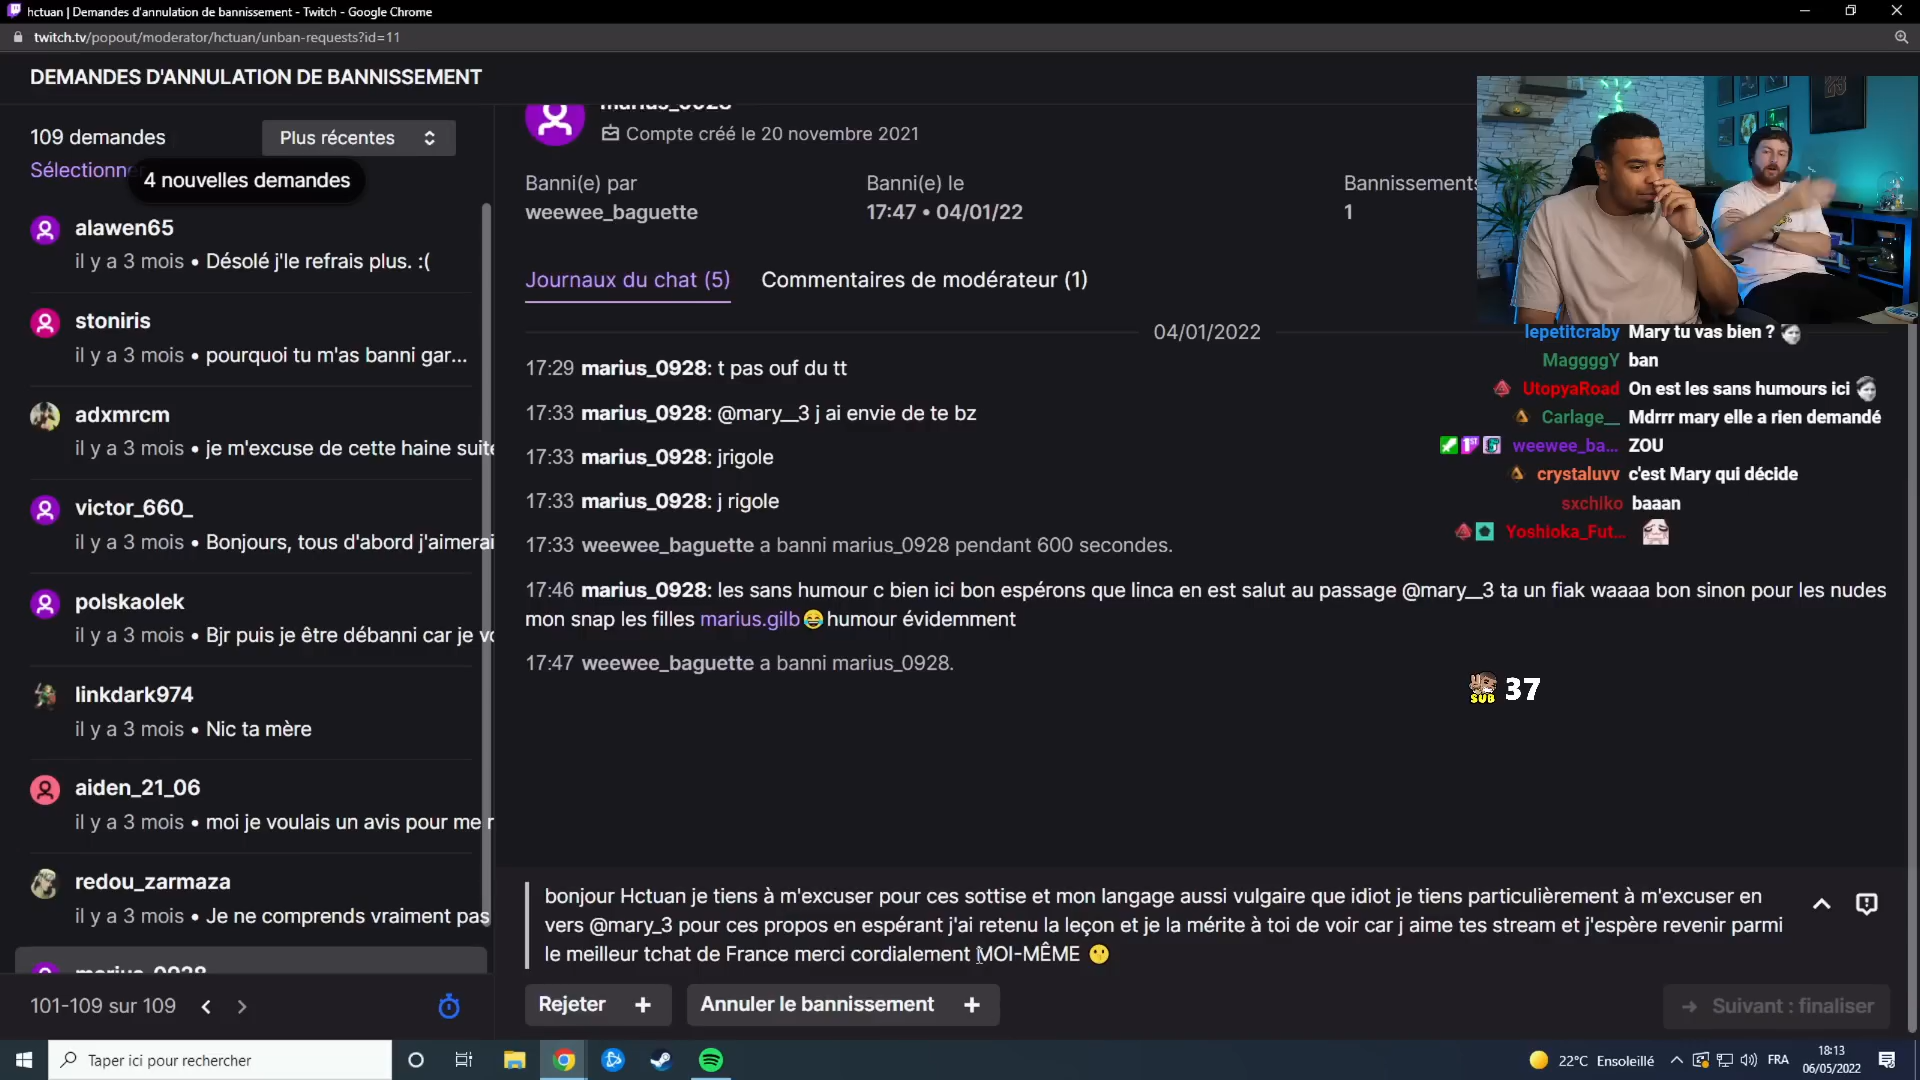 hctuan | Demandes d'annulation de bannissement - Twitch - Google Chrome
twitch.tv/popout/moderator/hctuan/unban-requests?id=11
DEMANDES D'ANNULATION DE BANNISSEMENT
109 demandes
Plus récentes
Sélectionne
4 nouvelles demandes
alawen65
il y a 3 mois • Désolé j'le refrais plus. :(
stoniris
il y a 3 mois • pourquoi tu m'as banni gar...
adxmrcm
il y a 3 mois • je m'excuse de cette haine suite
victor_660_
il y a 3 mois • Bonjours, tous d'abord j'aimerai
polskaolek
il y a 3 mois • Bjr puis je être débanni car je vo
linkdark974
il y a 3 mois • Nic ta mère
aiden_21_06
il y a 3 mois • moi je voulais un avis pour me r
redou_zarmaza
il y a 3 mois • Je ne comprends vraiment pas
marius_0928
101-109 sur 109
marius_0928
Compte créé le 20 novembre 2021
Banni(e) par
weewee_baguette
Banni(e) le
17:47 • 04/01/22
Bannissements
1
Journaux du chat (5)
Commentaires de modérateur (1)
04/01/2022
17:29 marius_0928: t pas ouf du tt
17:33 marius_0928: @mary__3 j ai envie de te bz
17:33 marius_0928: jrigole
17:33 marius_0928: j rigole
17:33 weewee_baguette a banni marius_0928 pendant 600 secondes.
17:46 marius_0928: les sans humour c bien ici bon espérons que linca en est salut au passage @mary__3 ta un fiak waaaa bon sinon pour les nudes
mon snap les filles marius.gilb😂humour évidemment
17:47 weewee_baguette a banni marius_0928.
lepetitcraby Mary tu vas bien ?
MaggggY ban
UtopyaRoad On est les sans humours ici
Carlage__ Mdrrr mary elle a rien demandé
weewee_ba... ZOU
crystaluvv c'est Mary qui décide
sxchiko baaan
Yoshioka_Fut...
SUB 37
bonjour Hctuan je tiens à m'excuser pour ces sottise et mon langage aussi vulgaire que idiot je tiens particulièrement à m'excuser en
vers @mary_3 pour ces propos en espérant j'ai retenu la leçon et je la mérite à toi de voir car j aime tes stream et j'espère revenir parmi
le meilleur tchat de France merci cordialement MOI-MÊME
Rejeter +
Annuler le bannissement +
→ Suivant : finaliser
Taper ici pour rechercher
22°C Ensoleillé
FRA
18:13
06/05/2022